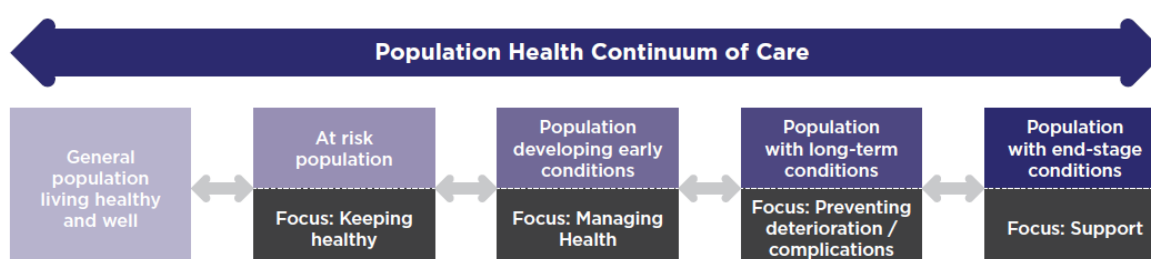 Population Health Continuum of Care
General
population
living healthy
and well
At risk
population
Focus: Keeping
healthy
Population
developing early
conditions
Focus: Managing
Health
Population
with long-term
conditions
Focus: Preventing
deterioration /
complications
Population
with end-stage
conditions
Focus: Support